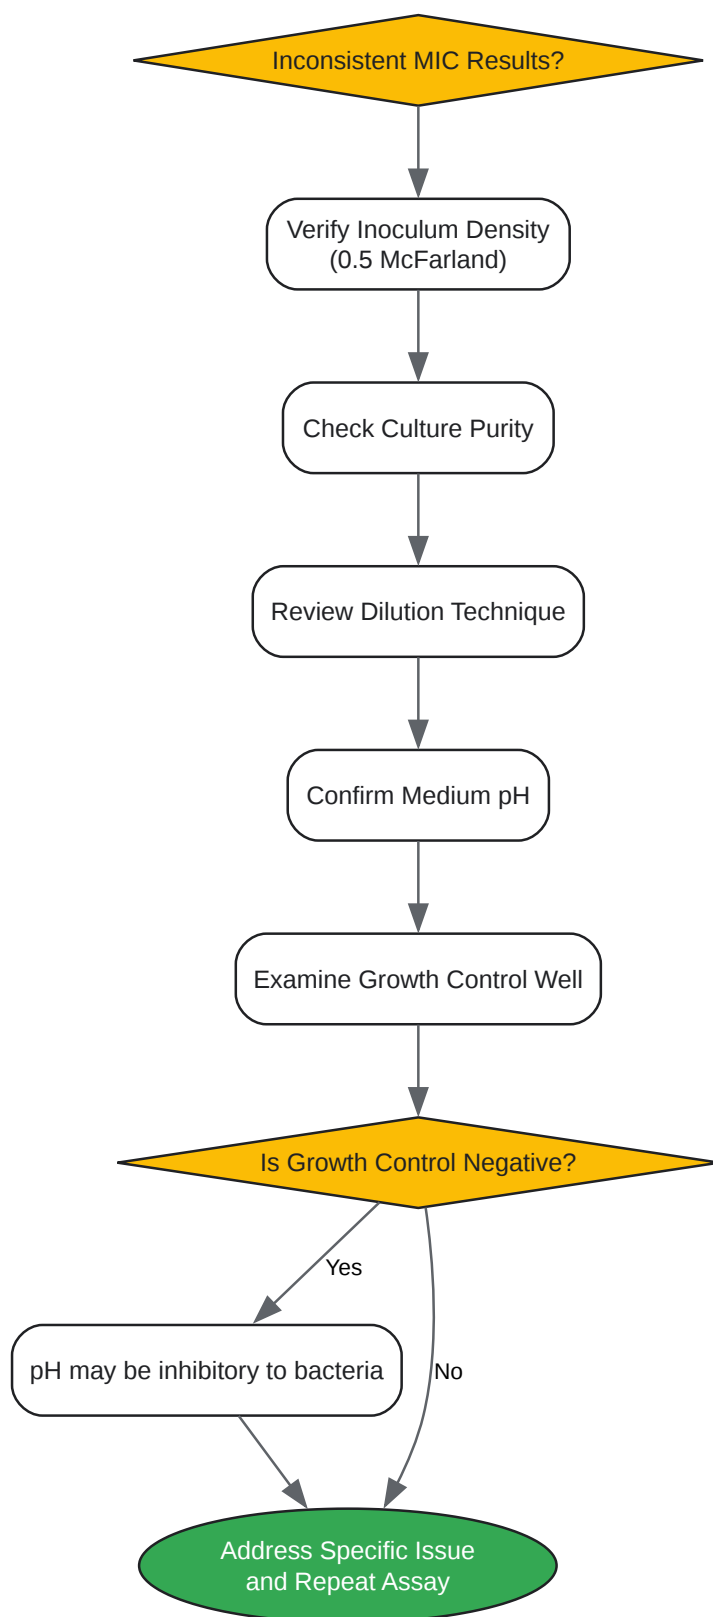 Inconsistent MIC Results?
Verify Inoculum Density
(0.5 McFarland)
Check Culture Purity
Review Dilution Technique
Confirm Medium pH
Examine Growth Control Well
Is Growth Control Negative?
Yes
pH may be inhibitory to bacteria
No
Address Specific Issue
and Repeat Assay